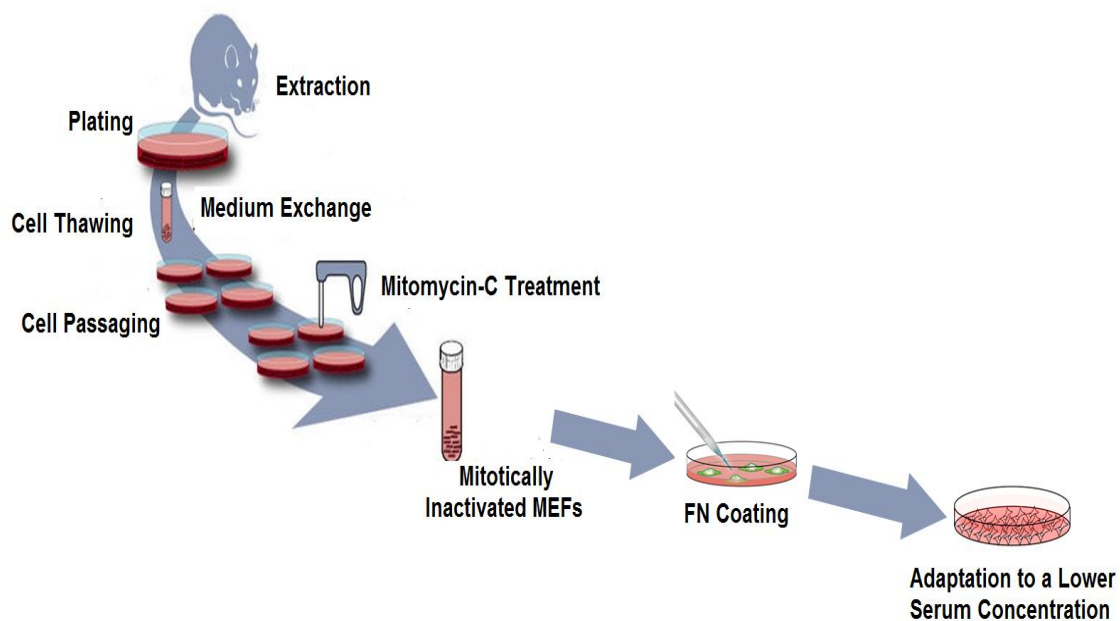 Extraction
Plating
Medium Exchange
Cell Thawing
Mitomycin-C Treatment
Cell Passaging
Mitotically
Inactivated MEFs
FN Coating
Adaptation to a Lower
Serum Concentration